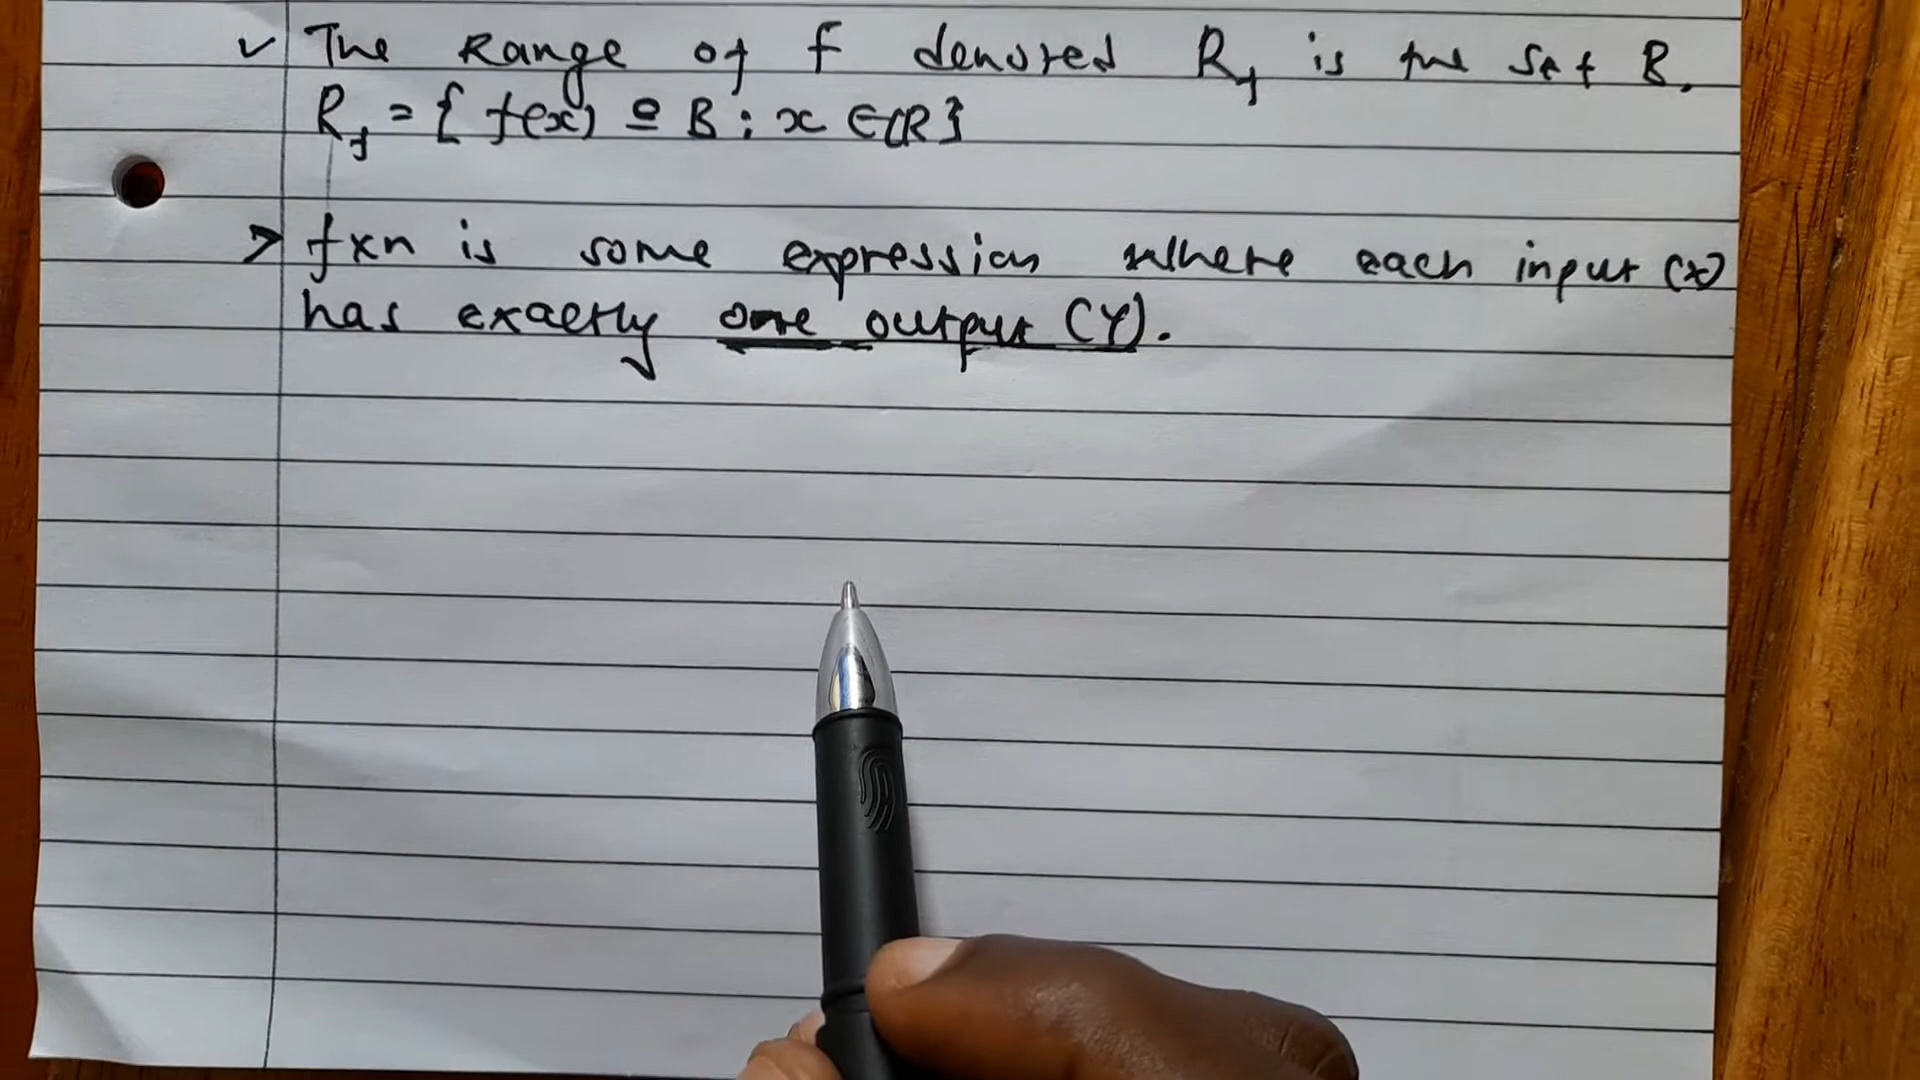 ✓ The Range of f denoted R_f is the set B.
R_f = { f(x) ⊆ B : x ∈ ℝ }
> fxn is some expression where each input (x)
has exactly one output (Y).